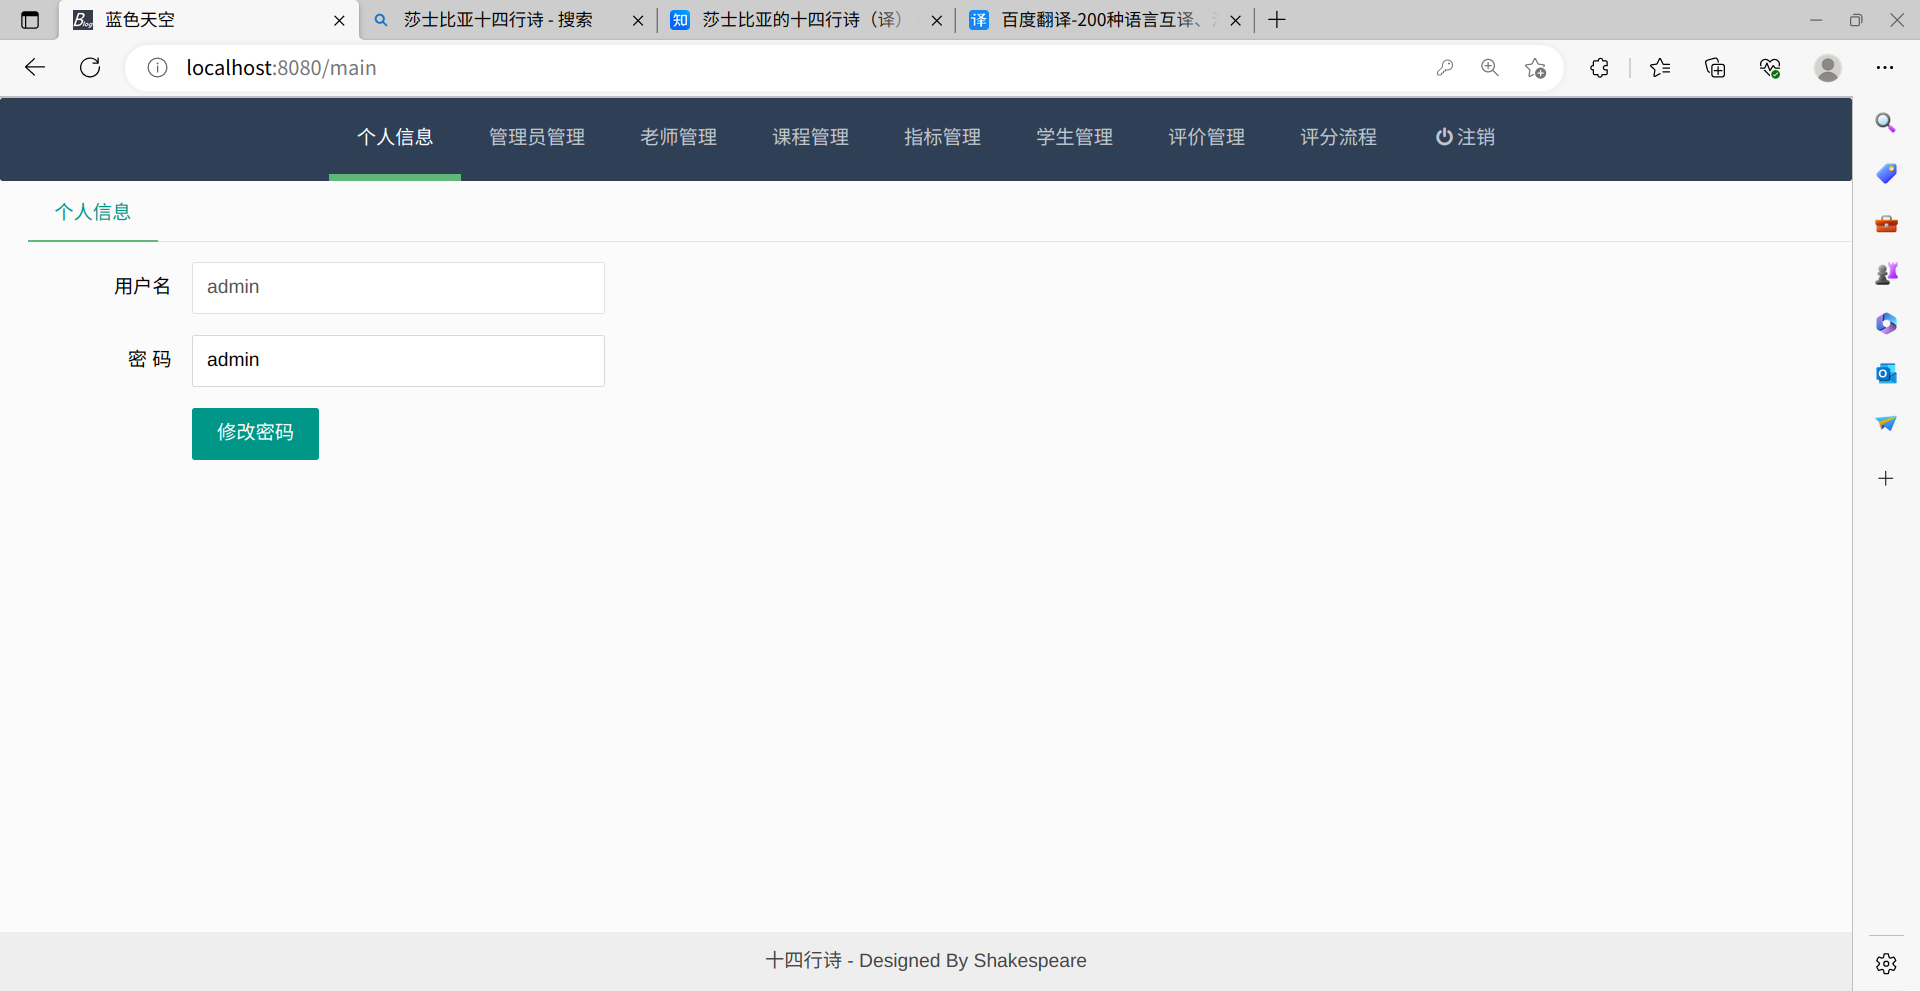 蓝色天空
莎士比亚十四行诗 - 搜索
知 莎士比亚的十四行诗（译）
译 百度翻译-200种语言互译、
localhost:8080/main
个人信息 管理员管理 老师管理 课程管理 指标管理 学生管理 评价管理 评分流程 注销
个人信息
用户名 admin
密 码 admin
修改密码
十四行诗 - Designed By Shakespeare